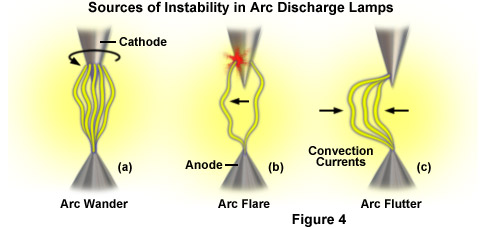 Sources of Instability in Arc Discharge Lamps
Cathode
(a)
Arc Wander
Anode
(b)
Arc Flare
Convection
Currents
(c)
Arc Flutter
Figure 4